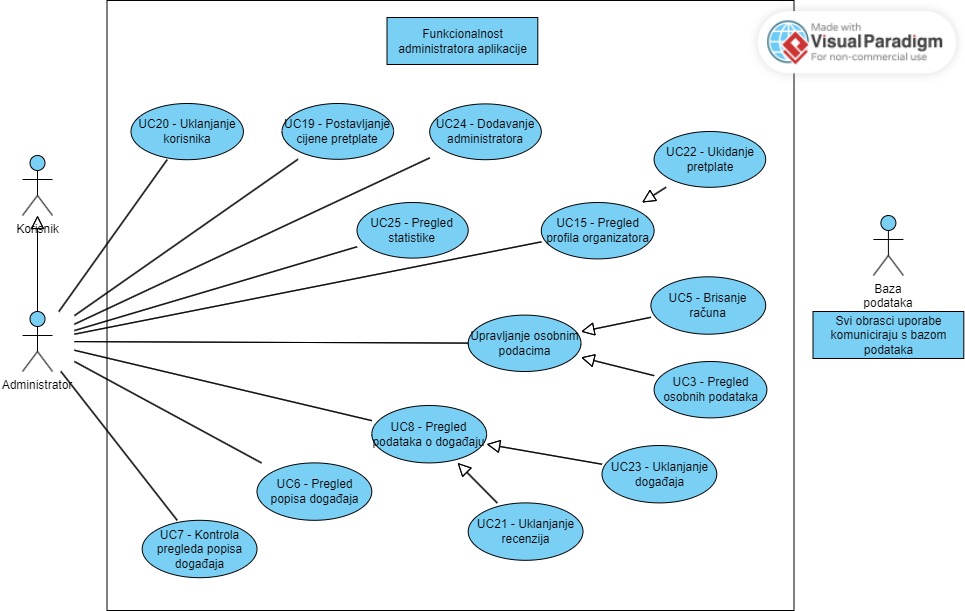 Funkcionalnost
administratora aplikacije
Made with
VisualParadigm
For non-commercial use
UC20 - Uklanjanje
korisnika
UC19 - Postavljanje
cijene pretplate
UC24 - Dodavanje
administratora
UC22 - Ukidanje
pretplate
Korisnik
UC25 - Pregled
statistike
UC15 - Pregled
profila organizatora
Baza
podataka
Svi obrasci uporabe
komuniciraju s bazom
podataka
UC5 - Brisanje
računa
Upravljanje osobnim
podacima
Administrator
UC3 - Pregled
osobnih podataka
UC8 - Pregled
podataka o događaju
UC23 - Uklanjanje
događaja
UC6 - Pregled
popisa događaja
UC21 - Uklanjanje
recenzija
UC7 - Kontrola
pregleda popisa
događaja